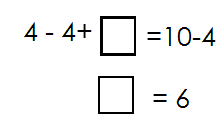 4 - 4+ □ =10-4
□ = 6